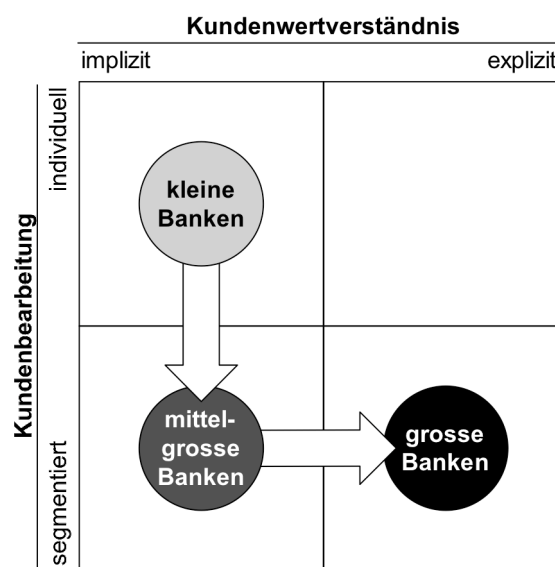 Kundenwertverständnis
implizit
explizit
Kundenbearbeitung
individuell
segmentiert
kleine
Banken
mittel-
grosse
Banken
grosse
Banken